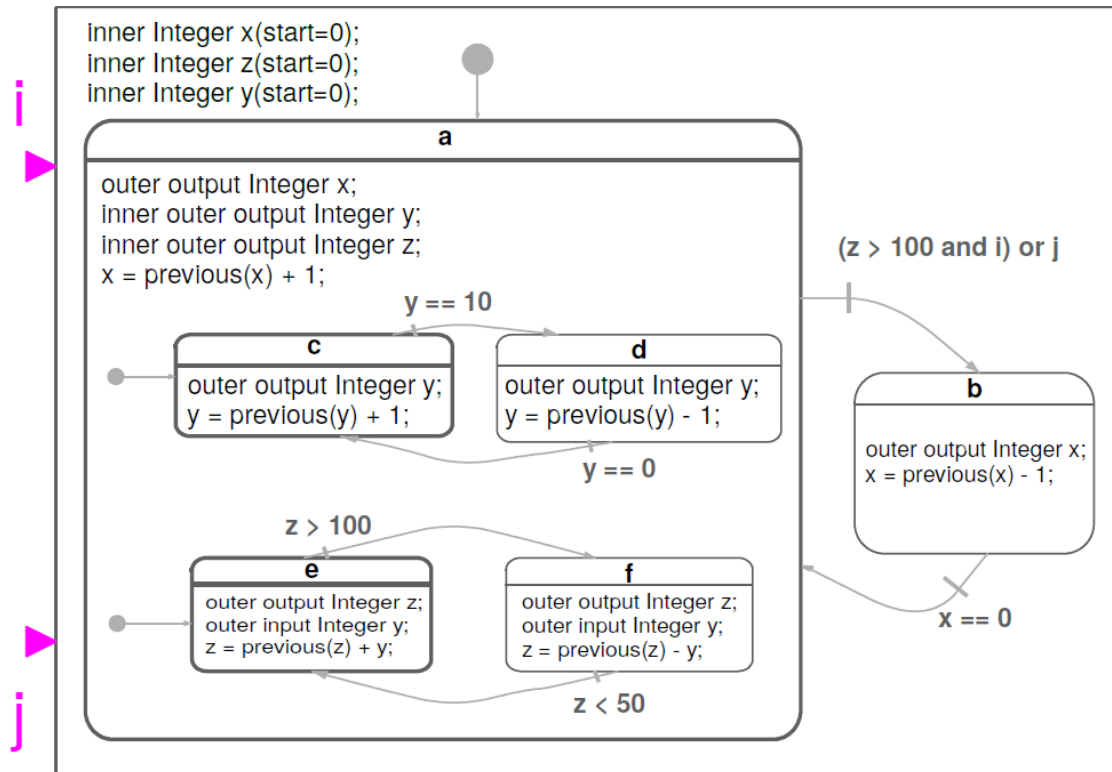 inner Integer x(start=0);
inner Integer z(start=0);
inner Integer y(start=0);
i
a
outer output Integer x;
inner outer output Integer y;
inner outer output Integer z;
x = previous(x) + 1;
(z > 100 and i) or j
y == 10
c
outer output Integer y;
y = previous(y) + 1;
d
outer output Integer y;
y = previous(y) - 1;
y == 0
b
outer output Integer x;
x = previous(x) - 1;
z > 100
e
outer output Integer z;
outer input Integer y;
z = previous(z) + y;
f
outer output Integer z;
outer input Integer y;
z = previous(z) - y;
x == 0
z < 50
j